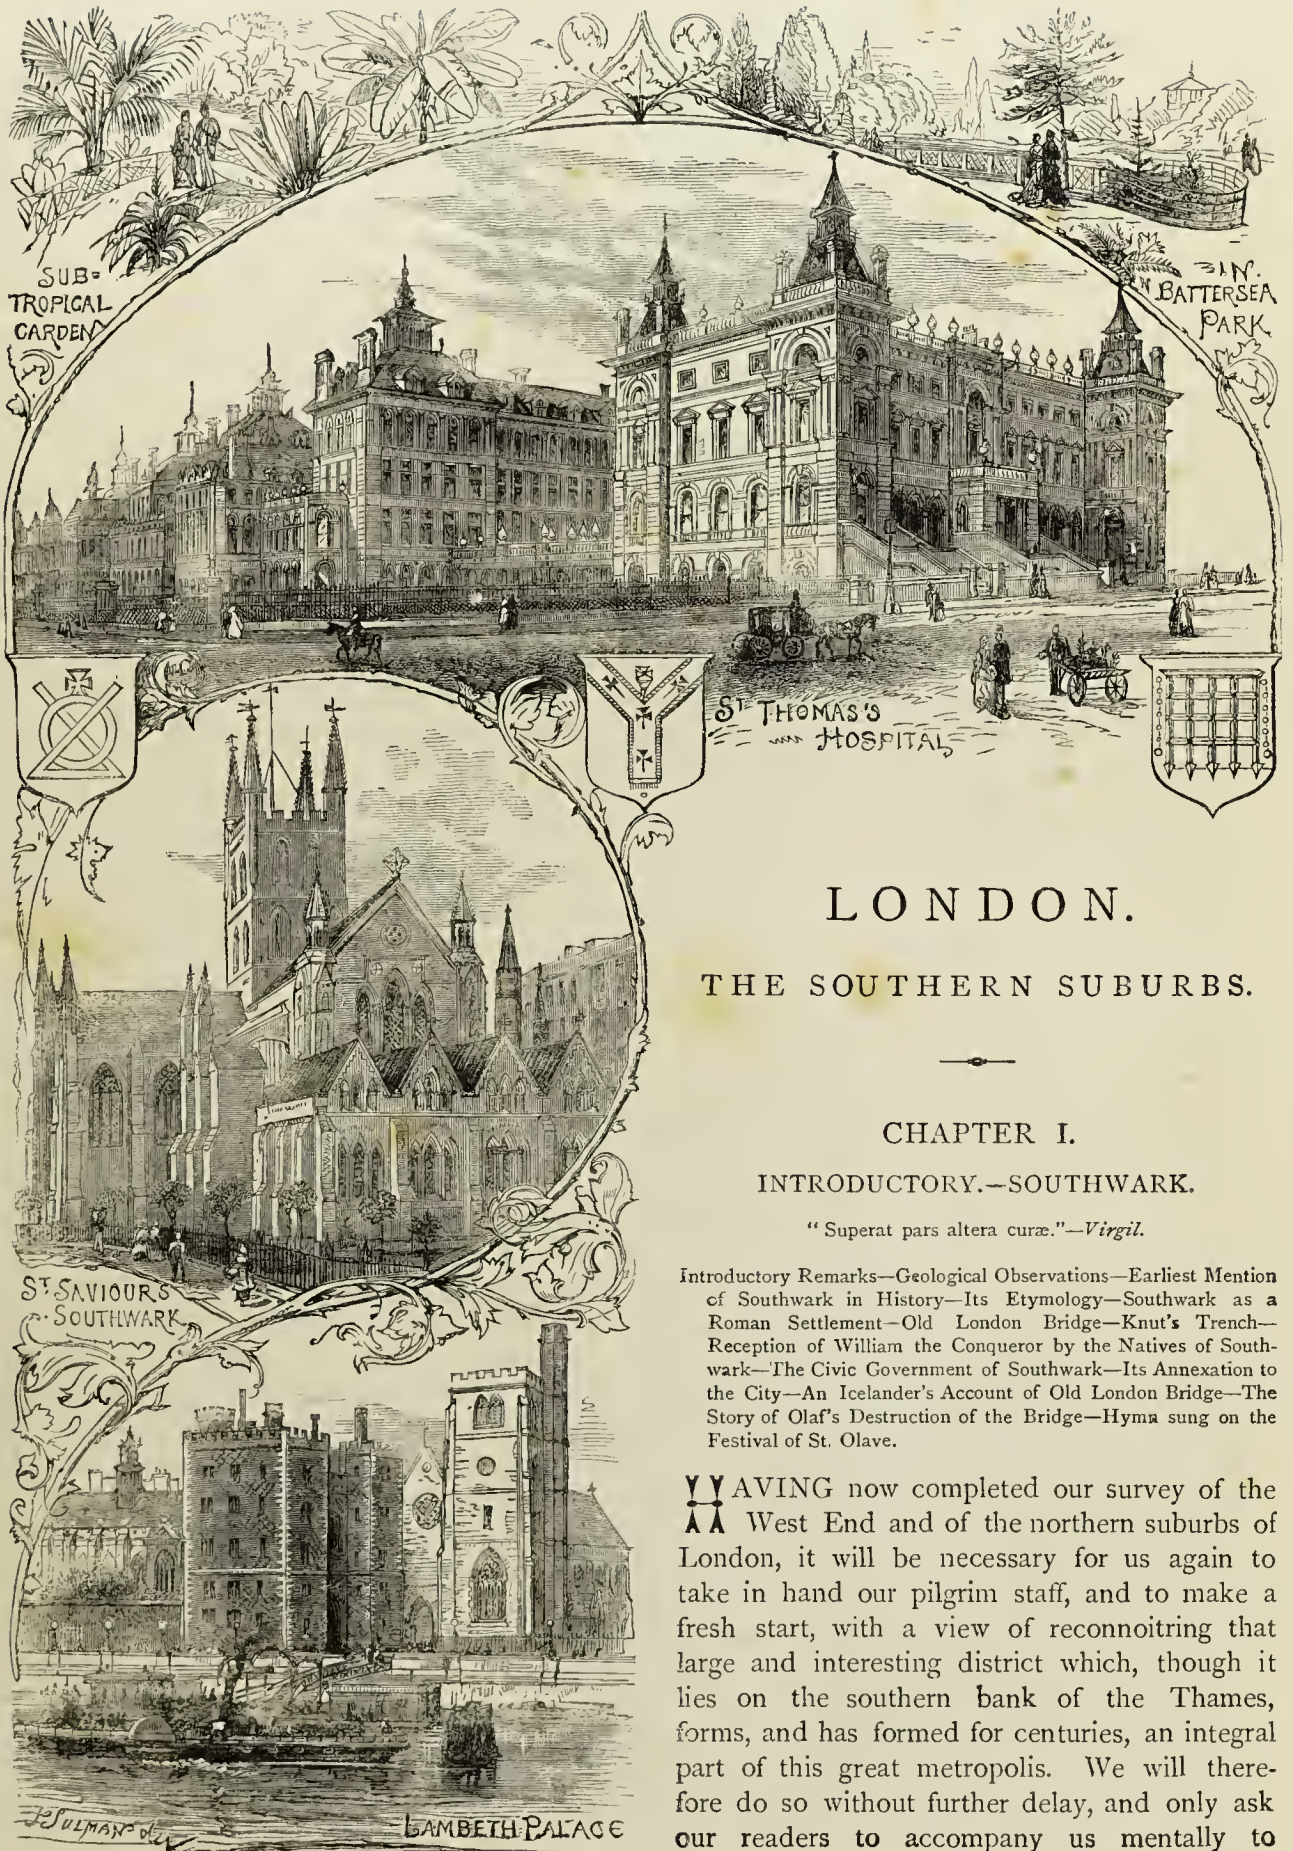 SUB-
TROPICAL
GARDEN
IN
BATTERSEA
PARK
ST THOMAS'S
HOSPITAL
LONDON.
THE SOUTHERN SUBURBS.
CHAPTER I.
INTRODUCTORY.—SOUTHWARK.
"Superat pars altera curæ."—Virgil.
Introductory Remarks—Geological Observations—Earliest Mention
of Southwark in History—Its Etymology—Southwark as a
Roman Settlement—Old London Bridge—Knut's Trench—
Reception of William the Conqueror by the Natives of South-
wark—The Civic Government of Southwark—Its Annexation to
the City—An Icelander's Account of Old London Bridge—The
Story of Olaf's Destruction of the Bridge—Hymn sung on the
Festival of St. Olave.
HAVING now completed our survey of the
West End and of the northern suburbs of
London, it will be necessary for us again to
take in hand our pilgrim staff, and to make a
fresh start, with a view of reconnoitring that
large and interesting district which, though it
lies on the southern bank of the Thames,
forms, and has formed for centuries, an integral
part of this great metropolis. We will there-
fore do so without further delay, and only ask
our readers to accompany us mentally to
ST SAVIOURS
SOUTHWARK
LAMBETH PALACE
SULMAN